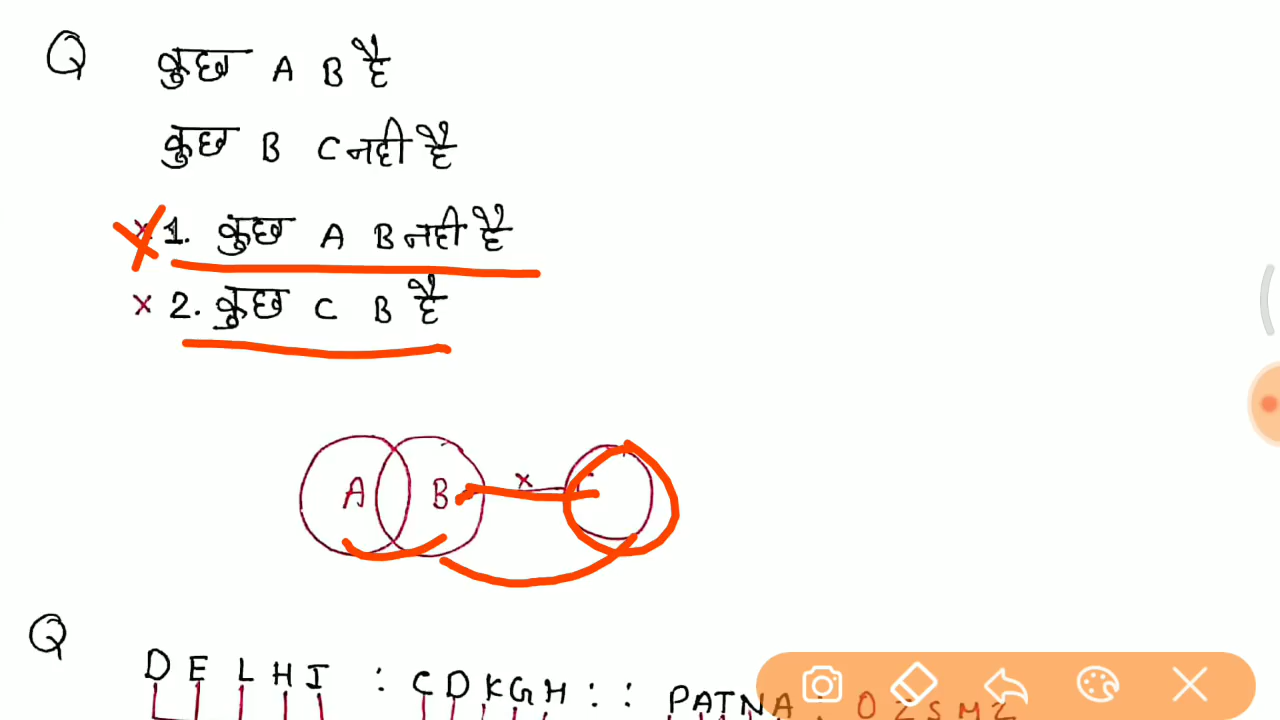 Q कुछ A B है
कुछ B C नही है
x 1. कुछ A B नही है
x 2. कुछ C B है
A B x
Q
D E L H I : C D K G H : : P A T N A : O Z S M Z